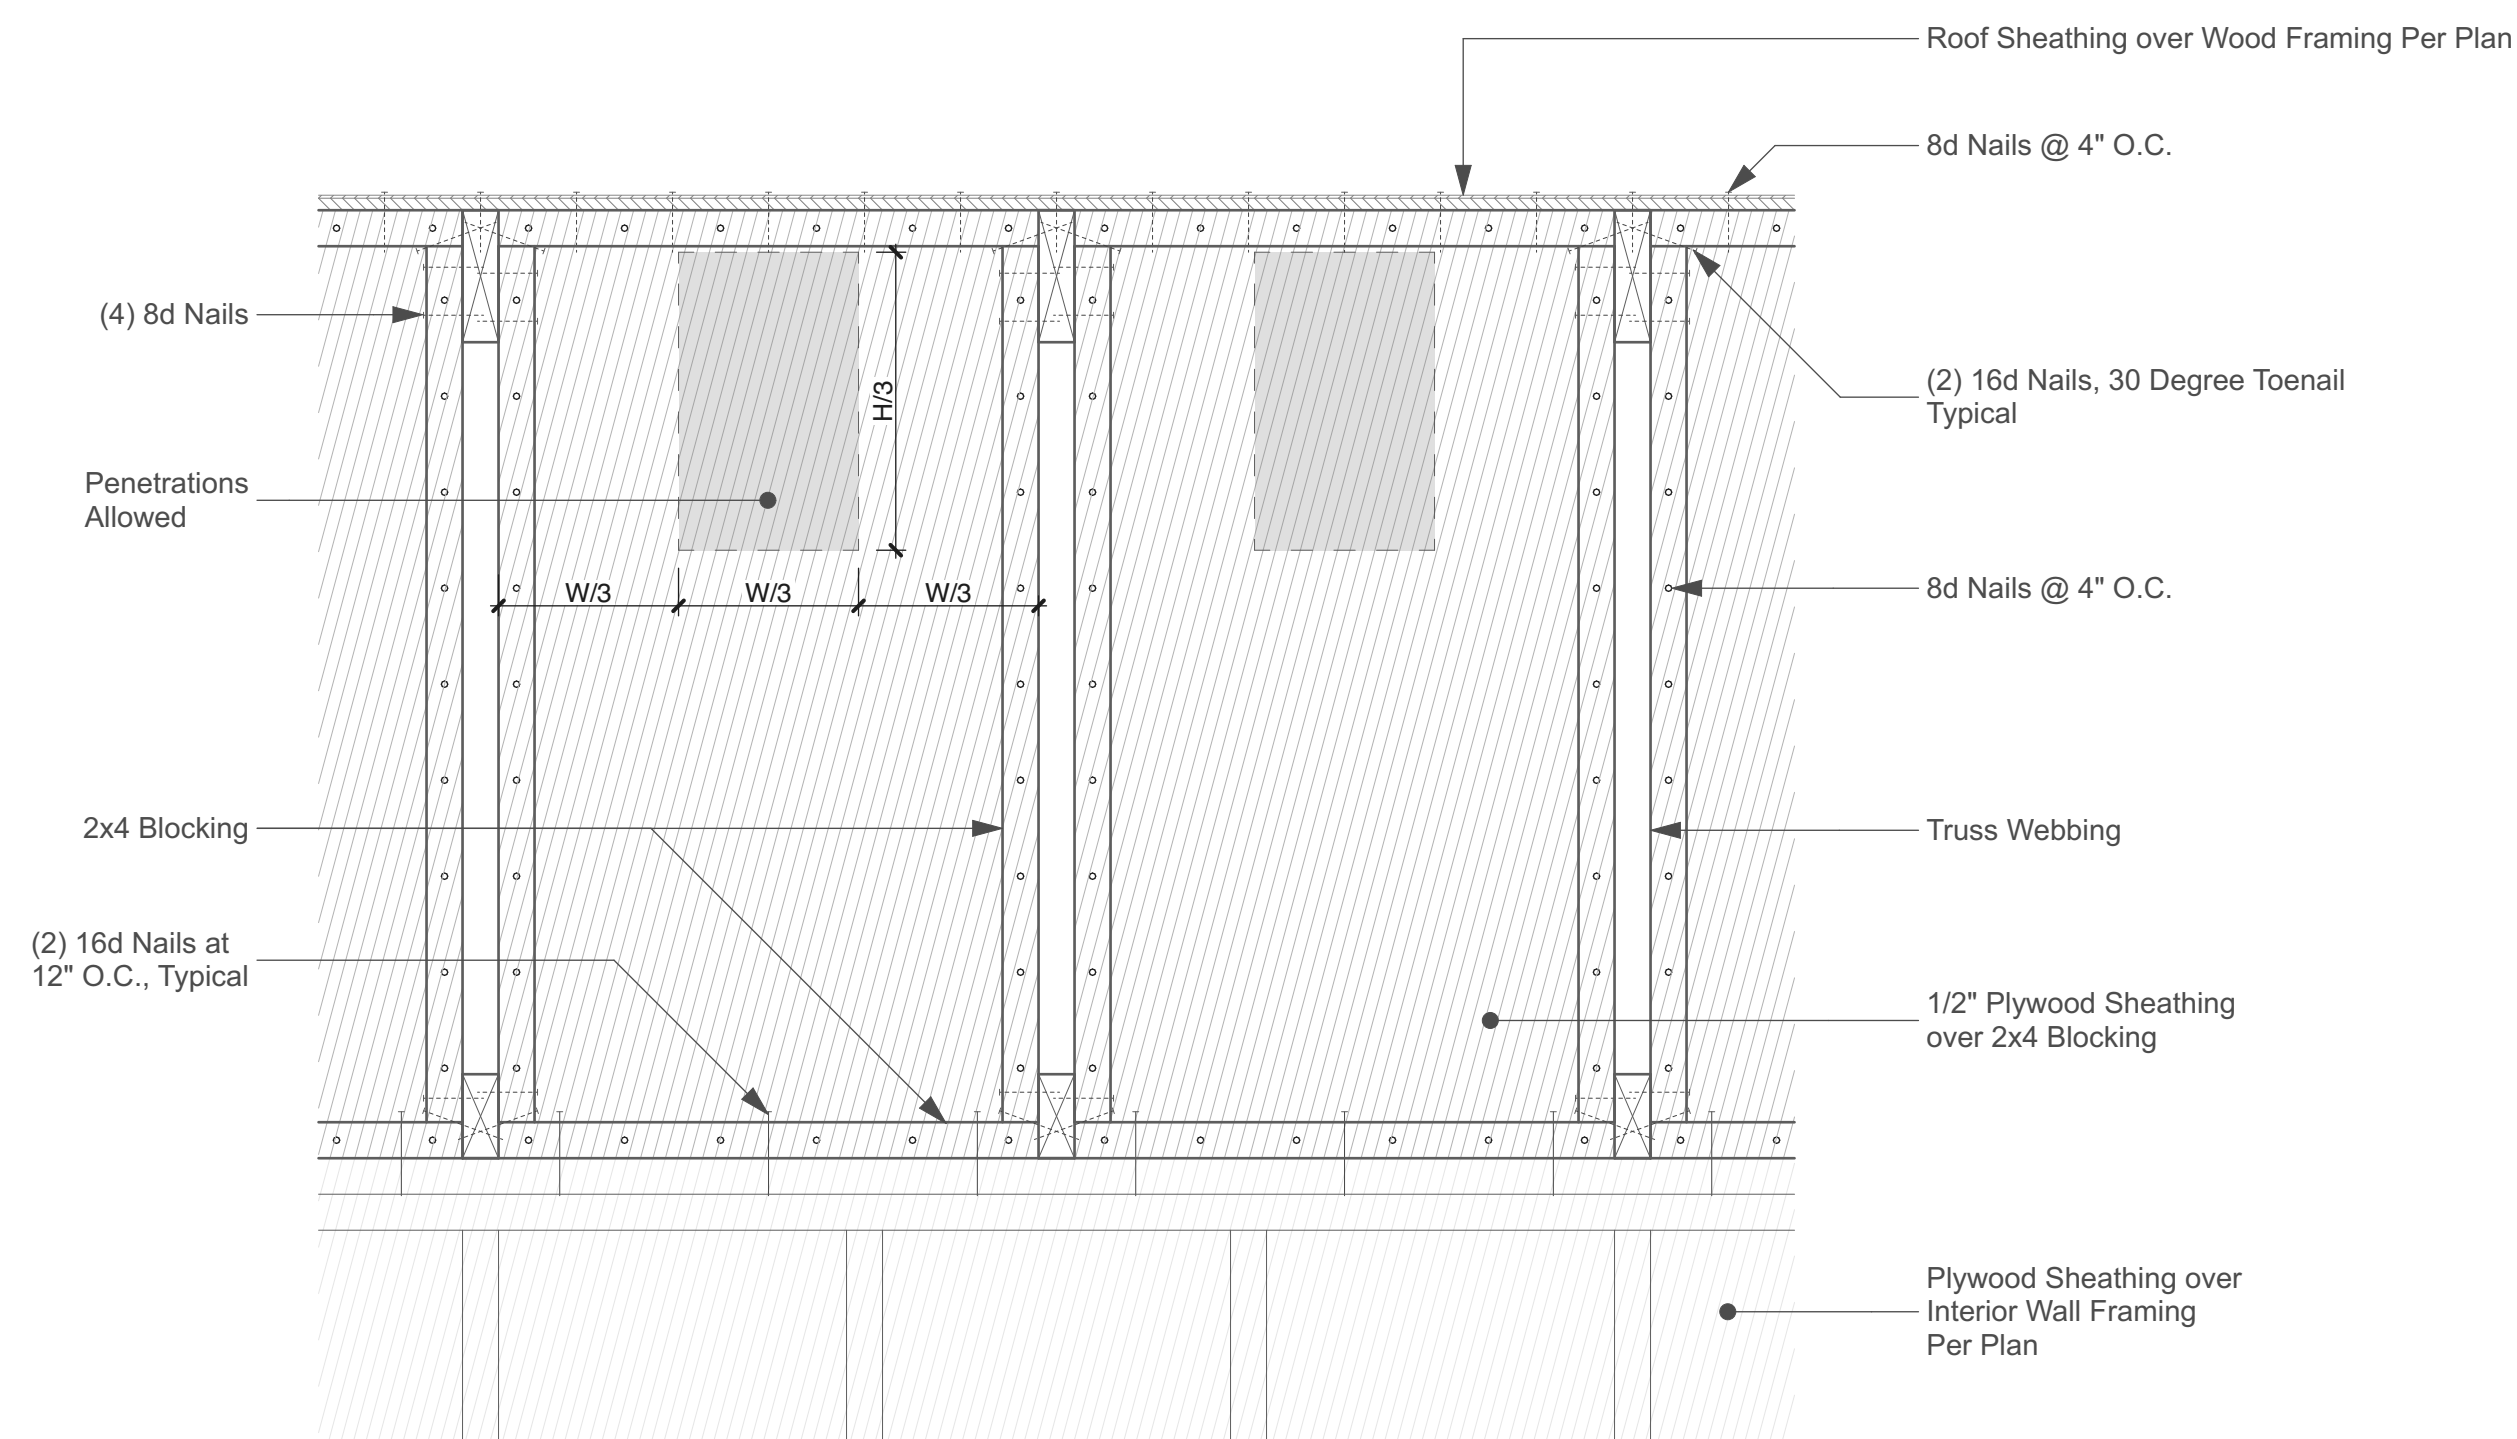 Roof Sheathing over Wood Framing Per Plan
8d Nails @ 4" O.C.
(4) 8d Nails
(2) 16d Nails, 30 Degree Toenail
Typical
H/3
Penetrations
Allowed
W/3
W/3
W/3
8d Nails @ 4" O.C.
2x4 Blocking
Truss Webbing
(2) 16d Nails at
12" O.C., Typical
1/2" Plywood Sheathing
over 2x4 Blocking
Plywood Sheathing over
Interior Wall Framing
Per Plan